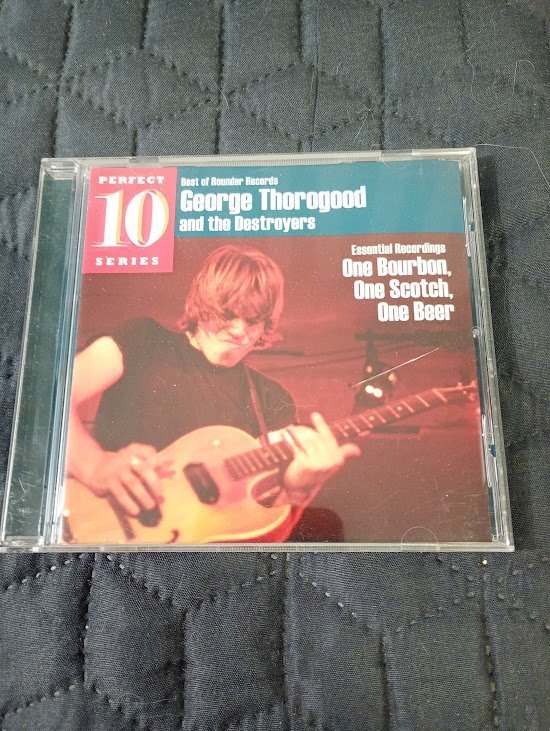 PERFECT
10
SERIES
Best of Rounder Records
George Thorogood
and the Destroyers
Essential Recordings
One Bourbon,
One Scotch,
One Beer